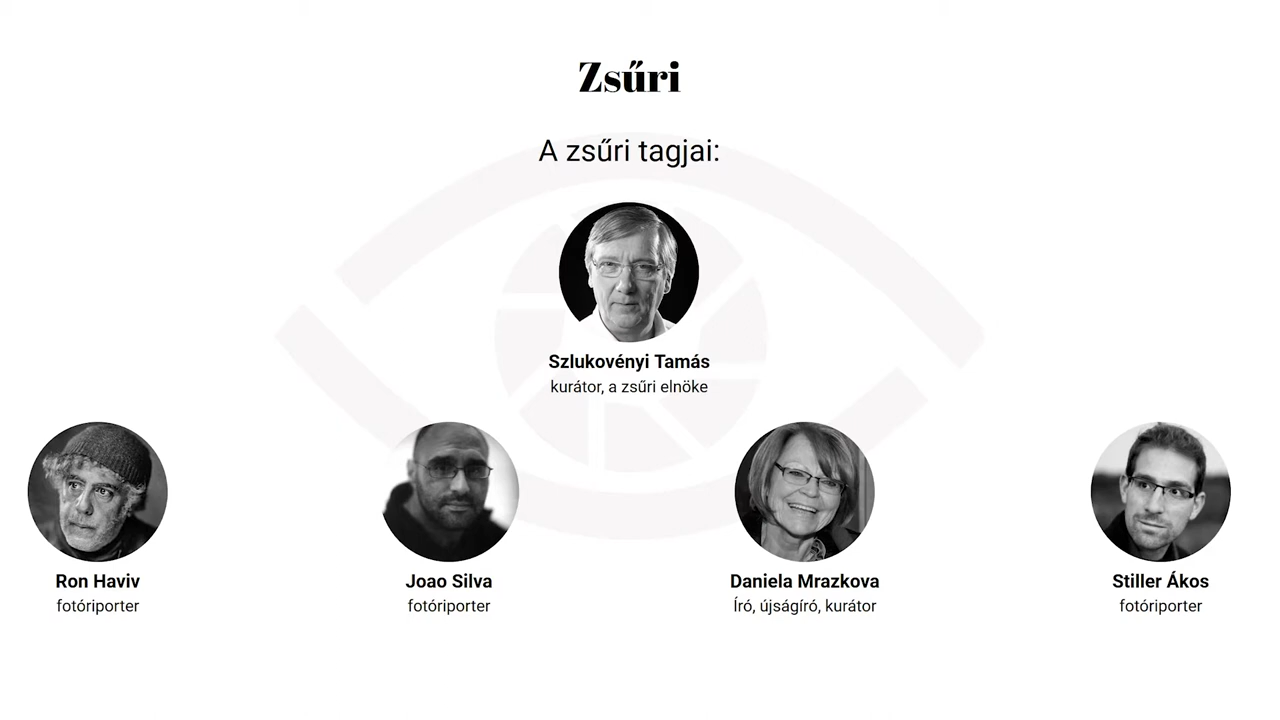 Zsűri
A zsűri tagjai:
Szlukovényi Tamás
kurátor, a zsűri elnöke
Ron Haviv
fotóriporter
Joao Silva
fotóriporter
Daniela Mrazkova
Író, újságíró, kurátor
Stiller Ákos
fotóriporter